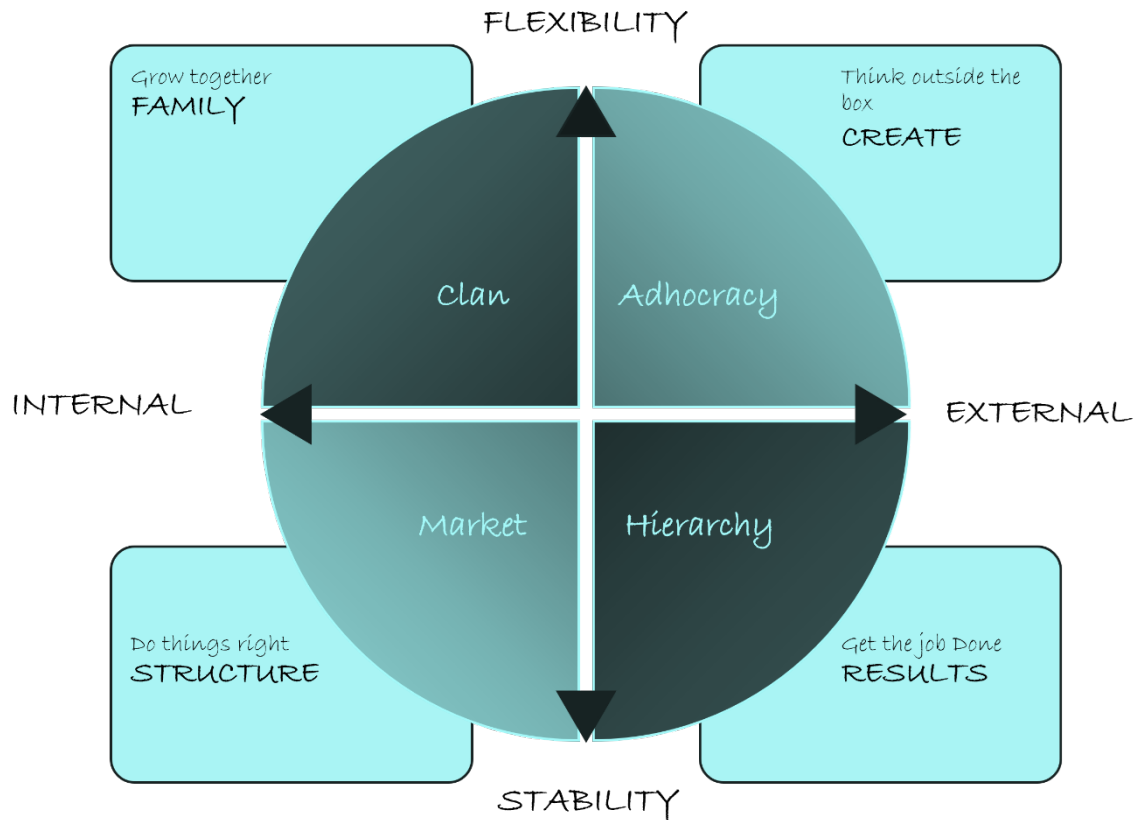 FLEXIBILITY
Grow together
FAMILY
Think outside the
box
CREATE
Clan
Adhocracy
INTERNAL
EXTERNAL
Market
Hierarchy
Do things right
STRUCTURE
Get the job Done
RESULTS
STABILITY